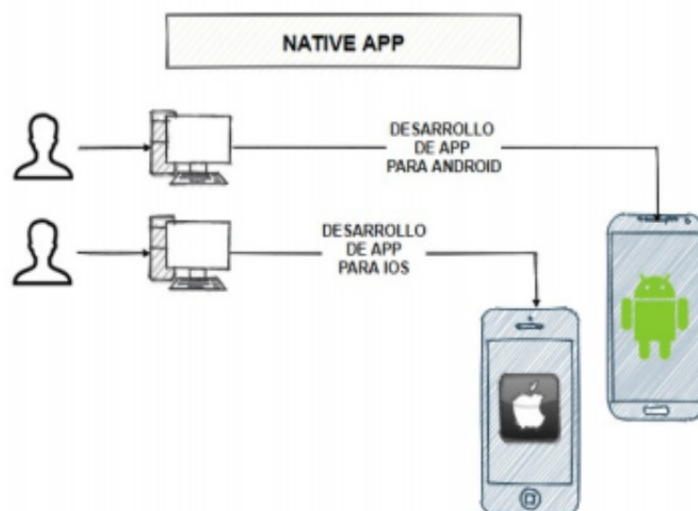 NATIVE APP
DESARROLLO
DE APP
PARA ANDROID
DESARROLLO
DE APP
PARA IOS